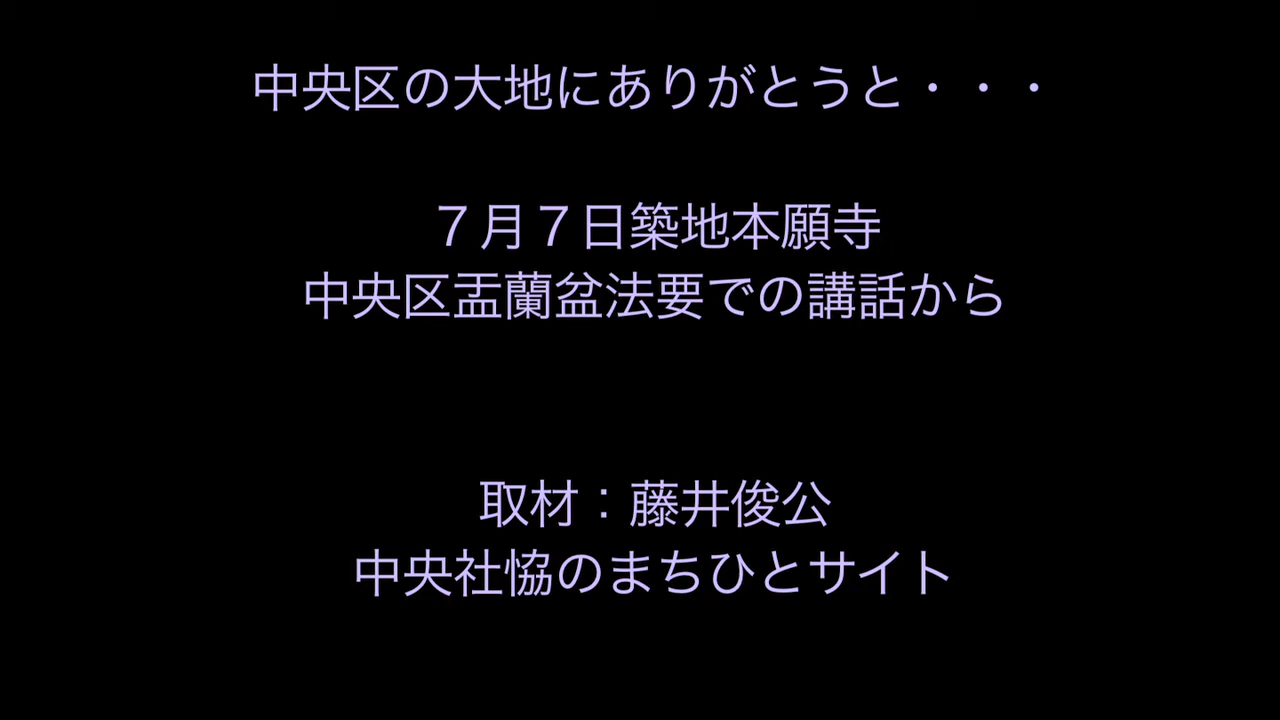 中央区の大地にありがとうと・・・
７月７日築地本願寺
中央区盂蘭盆法要での講話から
取材：藤井俊公
中央社恊のまちひとサイト